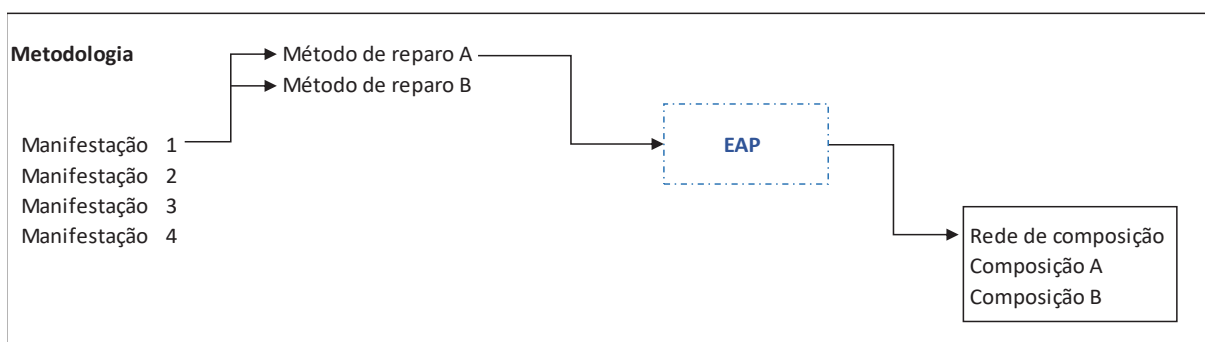 Metodologia
Método de reparo A
Método de reparo B
Manifestação 1
Manifestação 2
Manifestação 3
Manifestação 4
EAP
Rede de composição
Composição A
Composição B